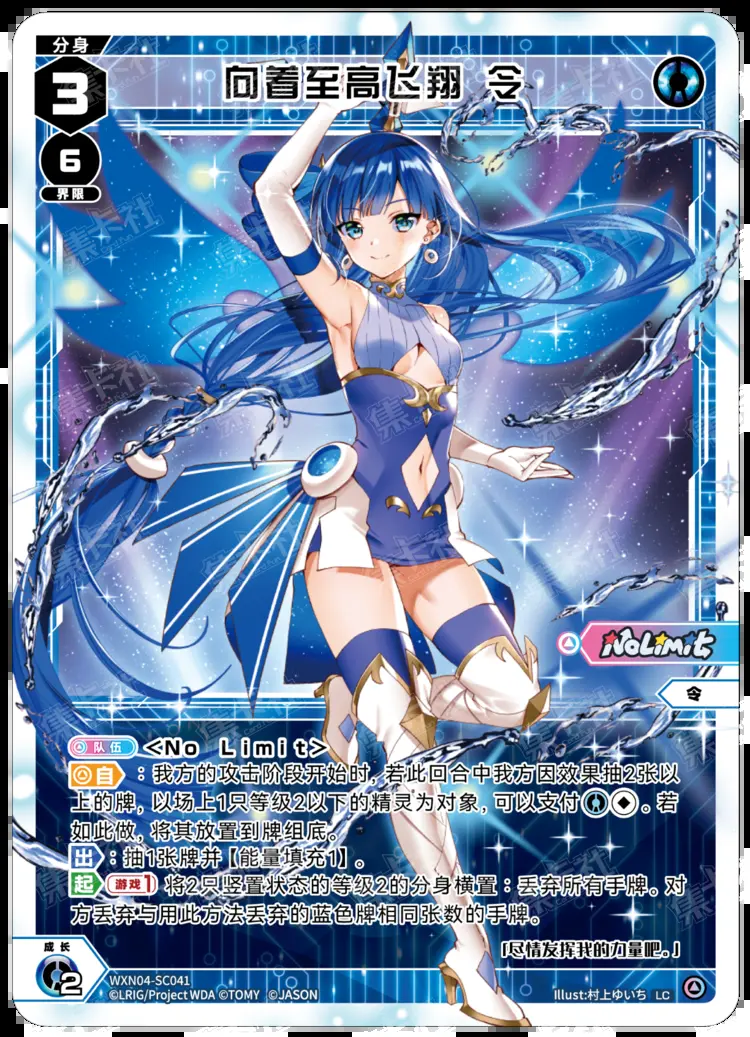 分身
3
向着至高飞翔 令
6
界限
NoLimit
令
队伍 <No Limit>
自 :我方的攻击阶段开始时,若此回合中我方因效果抽2张以
上的牌,以场上1只等级2以下的精灵为对象,可以支付 。若
如此做,将其放置到牌组底。
出:抽1张牌并【能量填充1】。
起 游戏1 将2只竖置状态的等级2的分身横置:丢弃所有手牌。对
方丢弃与用此方法丢弃的蓝色牌相同张数的手牌。
「尽情发挥我的力量吧。」
成长
2
WXN04-SC041
©LRIG/Project WDA ©TOMY ©JASON
Illust:村上ゆいち LC
集卡社